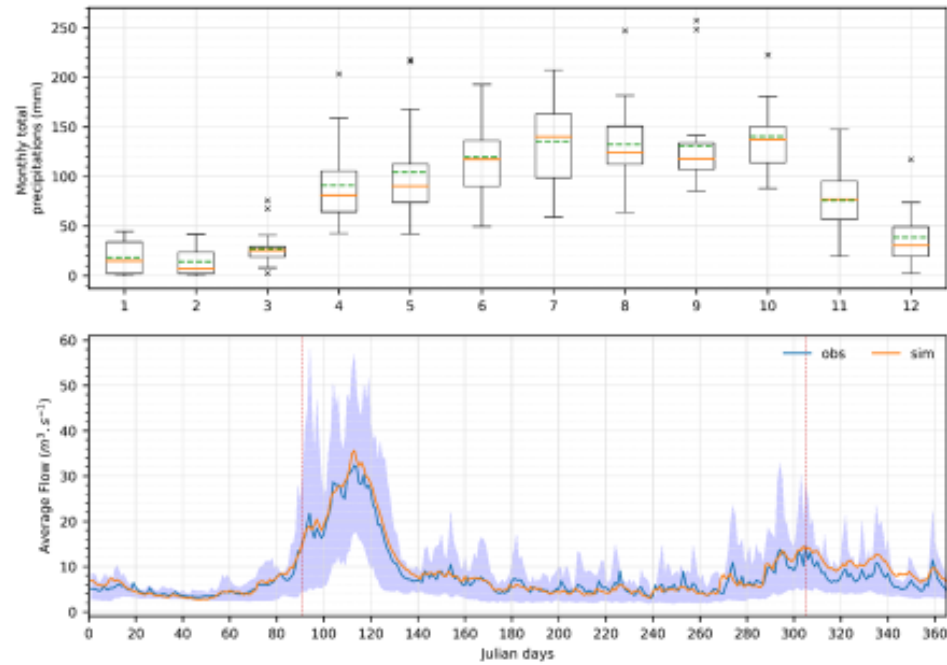 250
200
150
100
50
0
Monthly total
precipitations (mm)
1 2 3 4 5 6 7 8 9 10 11 12
60
50
40
30
20
10
0
Average Flow (m³. s⁻¹)
obs sim
0 20 40 60 80 100 120 140 160 180 200 220 240 260 280 300 320 340 360
Julian days